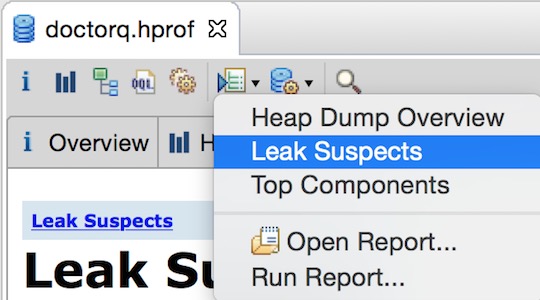 doctorq.hprof
OQL
Overview
H
Heap Dump Overview
Leak Suspects
Top Components
Open Report...
Run Report...
Leak Suspects
Leak Su